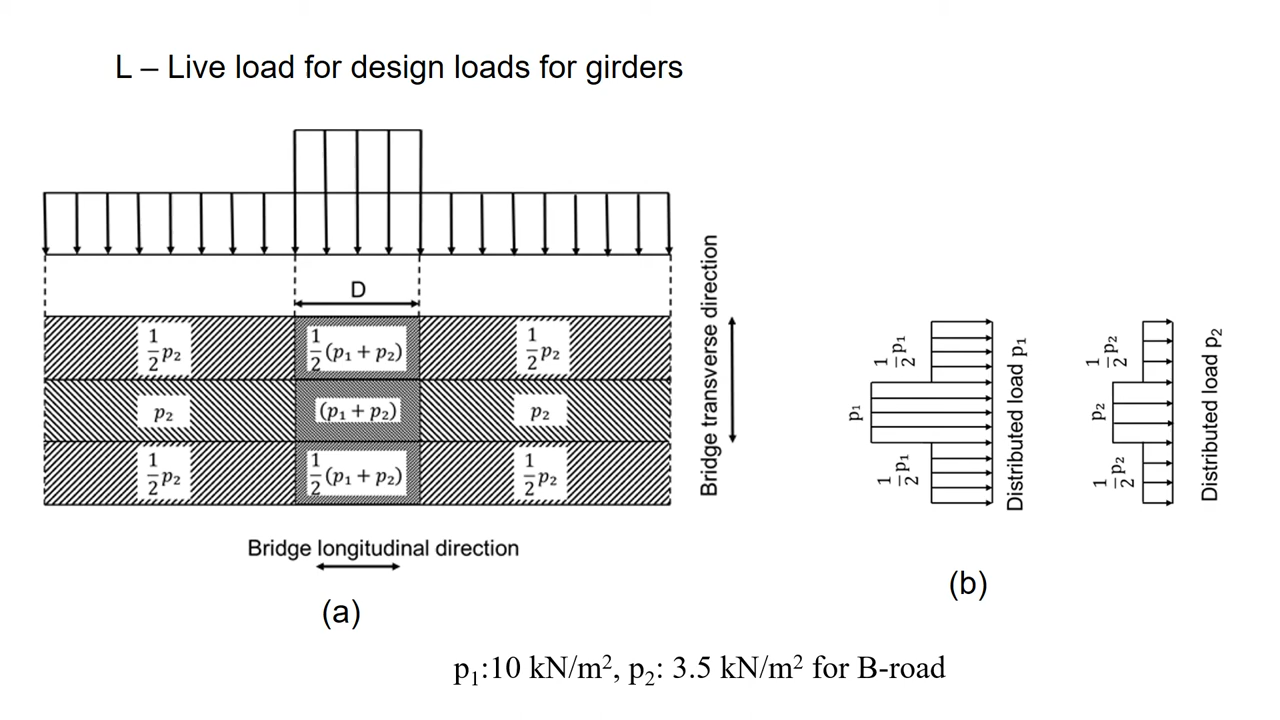 L – Live load for design loads for girders
D
1/2 p₂
1/2 (p₁ + p₂)
1/2 p₂
p₂
(p₁ + p₂)
p₂
1/2 p₂
1/2 (p₁ + p₂)
1/2 p₂
Bridge longitudinal direction
(a)
Bridge transverse direction
1/2 p₁
p₁
1/2 p₁
Distributed load p₁
1/2 p₂
p₂
1/2 p₂
Distributed load p₂
(b)
p₁:10 kN/m², p₂: 3.5 kN/m² for B-road